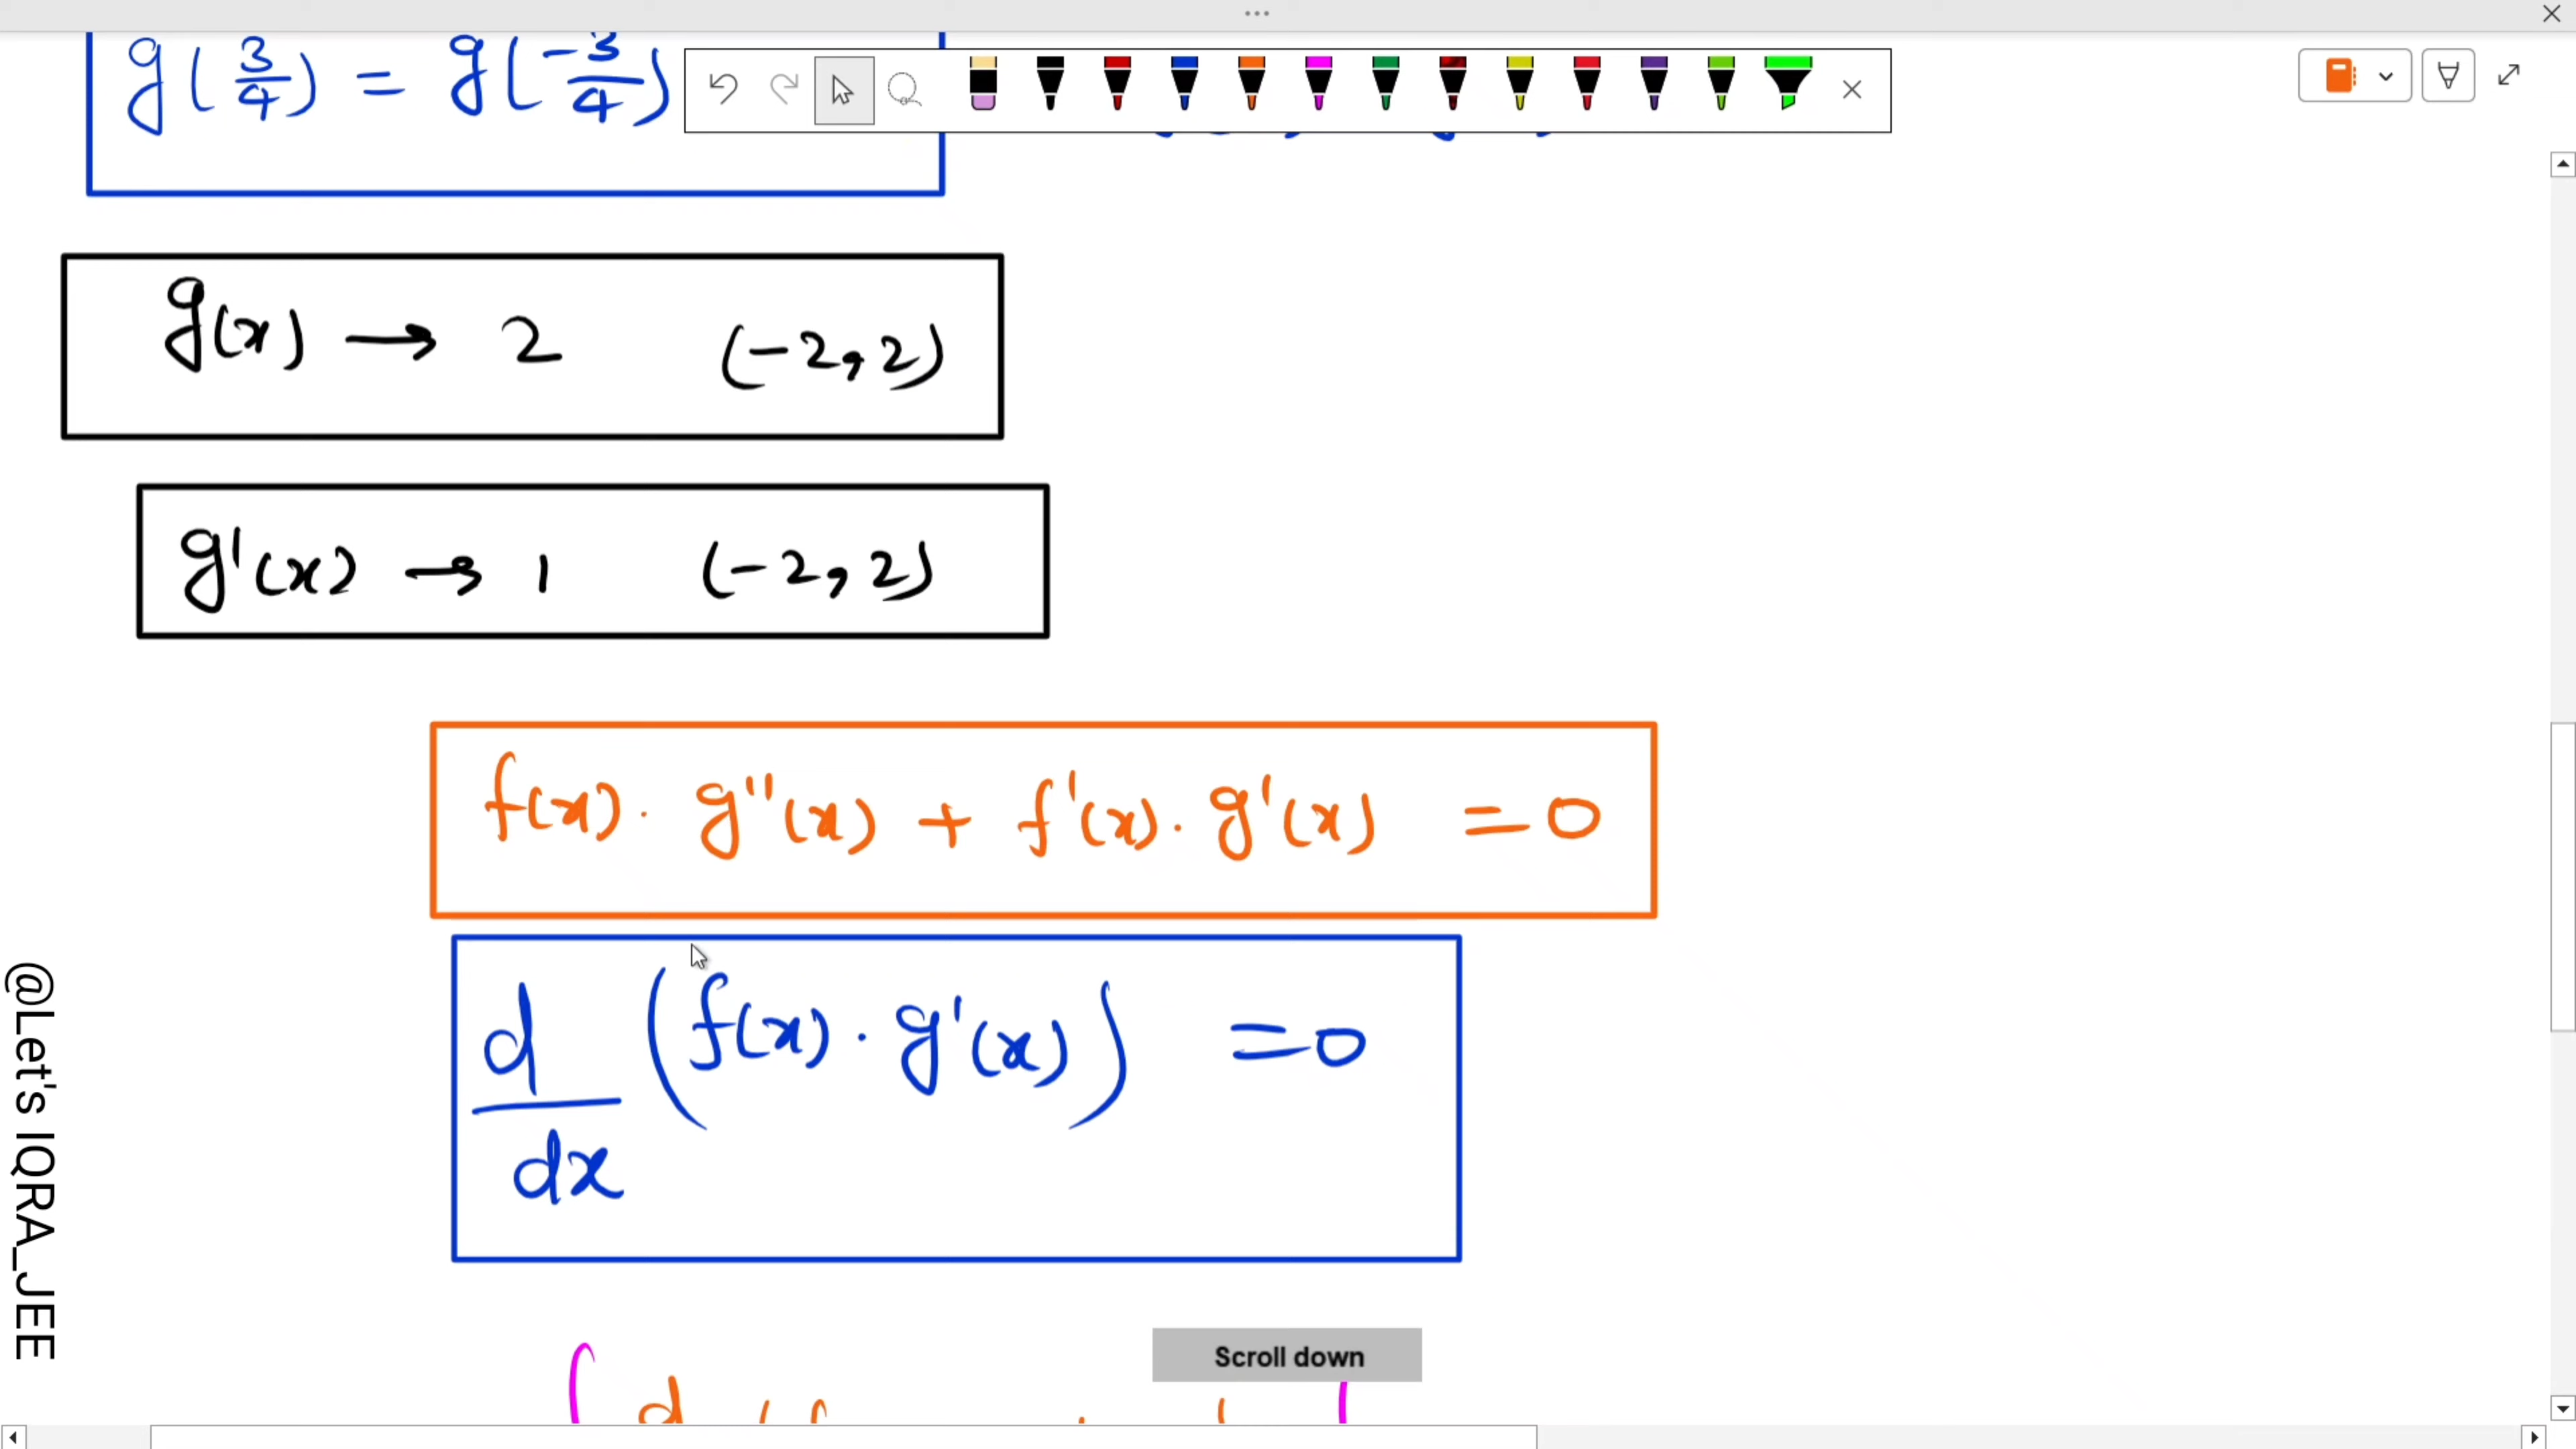 g(3/4) = g(-3/4)
g(x) → 2 (-2, 2)
g'(x) → 1 (-2, 2)
f(x) · g''(x) + f'(x) · g'(x) = 0
d/dx (f(x) · g'(x)) = 0
@Let's IQRA_JEE
Scroll down